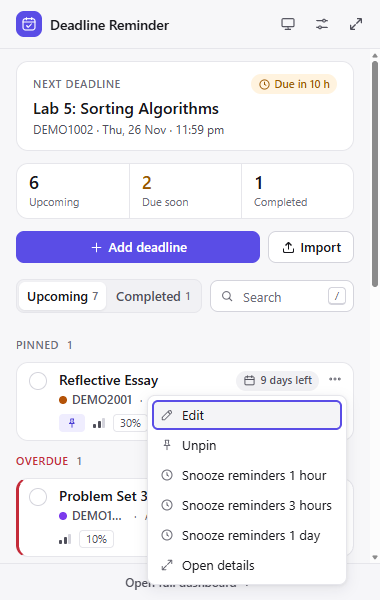 Deadline Reminder
NEXT DEADLINE
Due in 10 h
Lab 5: Sorting Algorithms
DEMO1002 · Thu, 26 Nov · 11:59 pm
6
Upcoming
2
Due soon
1
Completed
+ Add deadline
Import
Upcoming 7
Completed 1
Search
/
PINNED 1
Reflective Essay
9 days left
DEMO2001 ·
30%
Edit
Unpin
Snooze reminders 1 hour
Snooze reminders 3 hours
Snooze reminders 1 day
Open details
OVERDUE 1
Problem Set 3
DEMO1... ·
10%